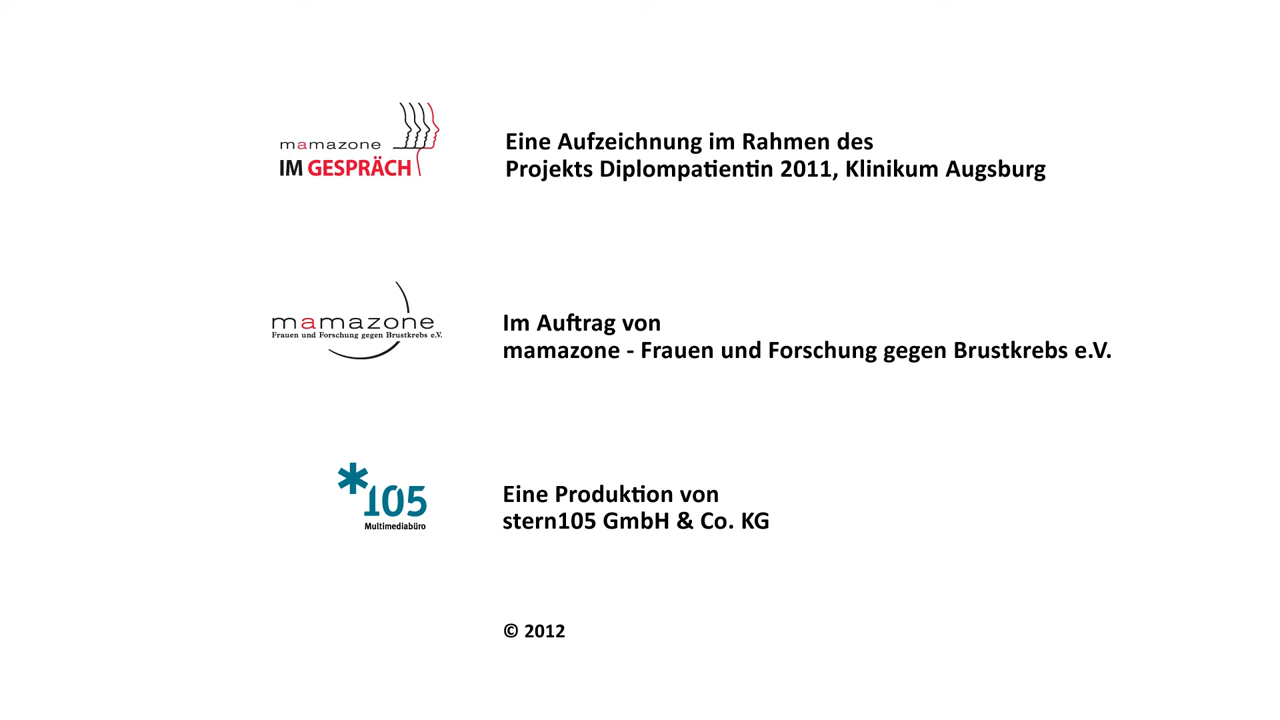 mamazone
IM GESPRÄCH
Eine Aufzeichnung im Rahmen des
Projekts Diplompatientin 2011, Klinikum Augsburg
mamazone
Frauen und Forschung gegen Brustkrebs e.V.
Im Auftrag von
mamazone - Frauen und Forschung gegen Brustkrebs e.V.
*105
Multimediabüro
Eine Produktion von
stern105 GmbH & Co. KG
© 2012